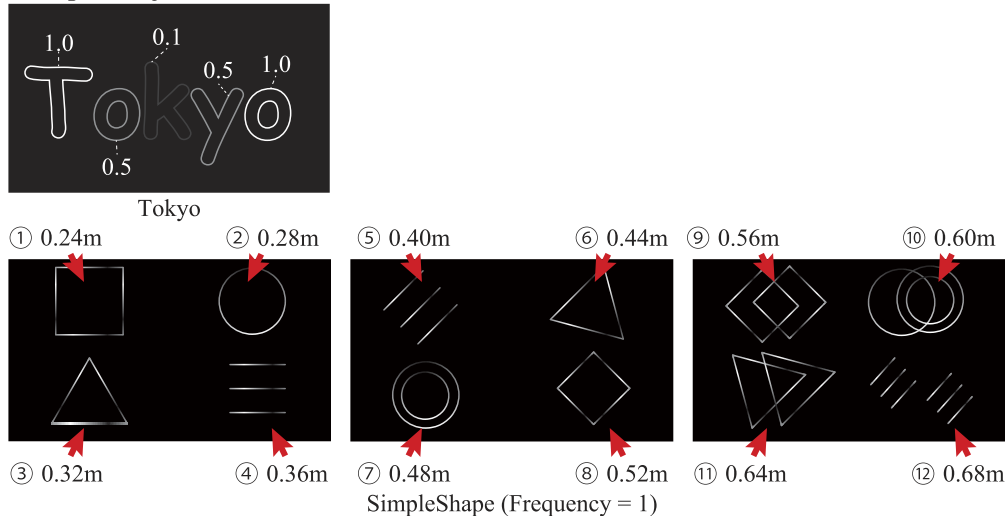 1.0
0.1
0.5
1.0
Tokyo
0.5
Tokyo
① 0.24m
② 0.28m
⑤ 0.40m
⑥ 0.44m
⑨ 0.56m
⑩ 0.60m
③ 0.32m
④ 0.36m
⑦ 0.48m
⑧ 0.52m
⑪ 0.64m
⑫ 0.68m
SimpleShape (Frequency = 1)